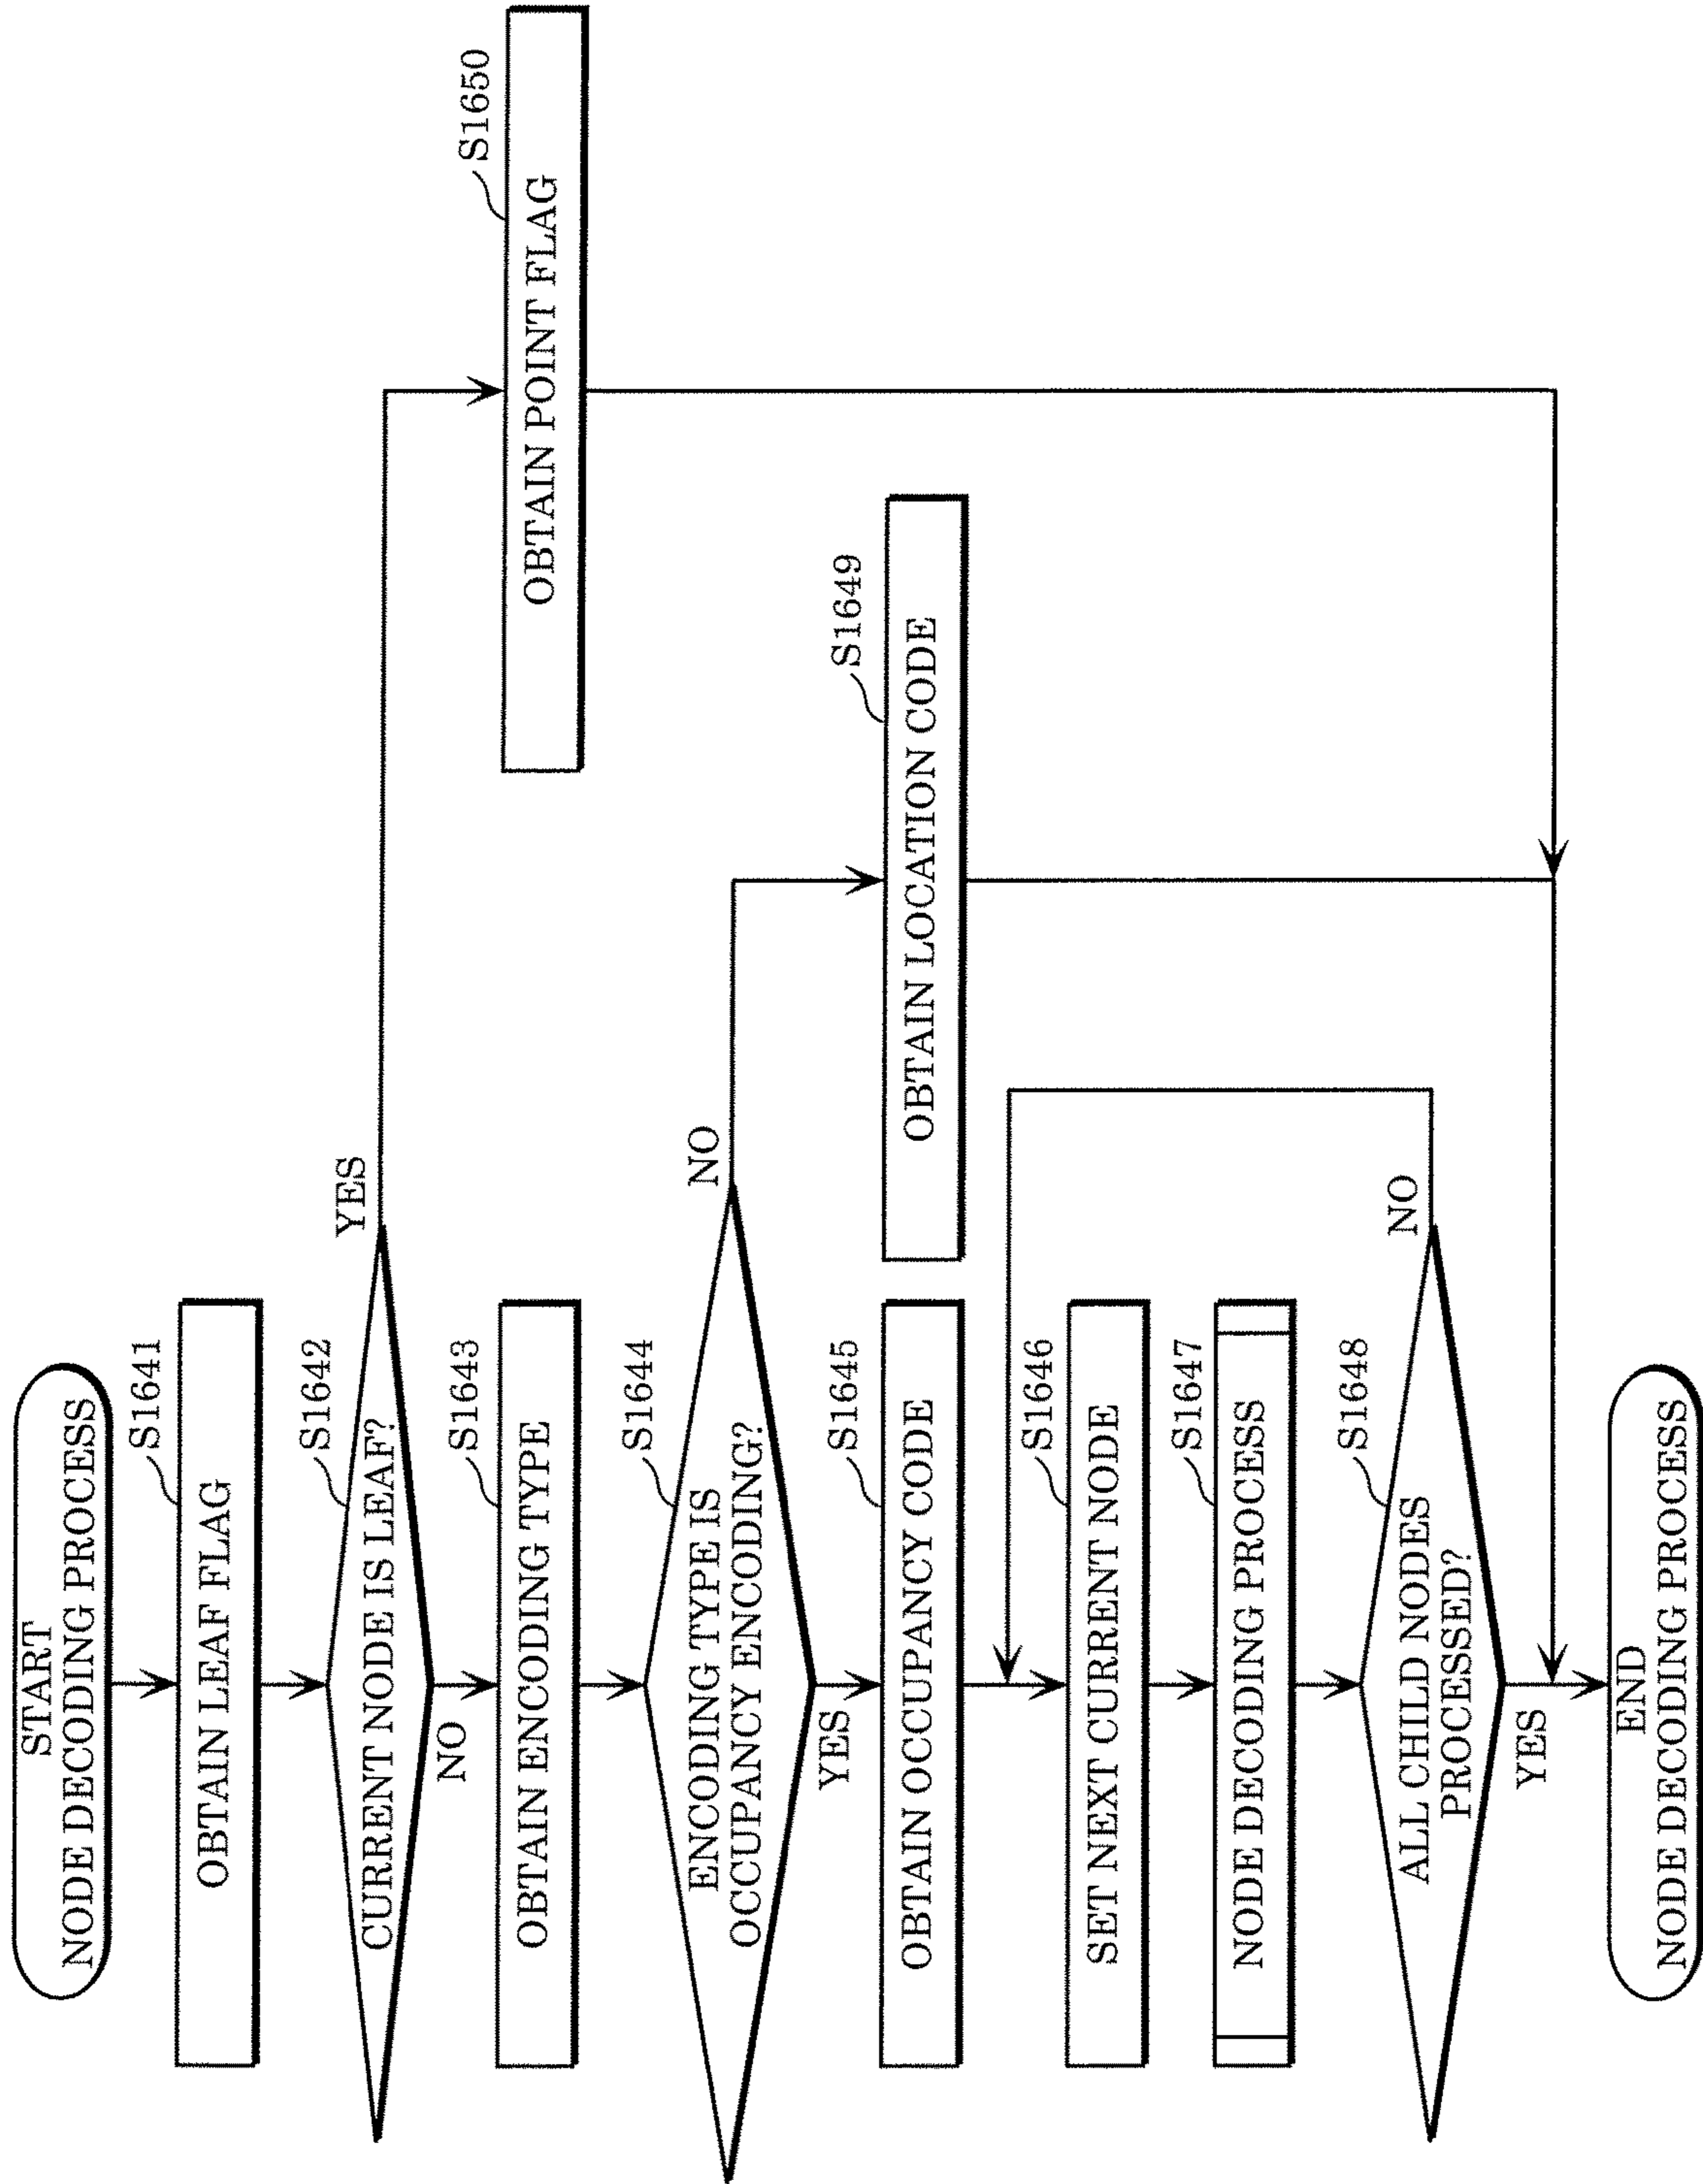 START
NODE DECODING PROCESS
S1641
OBTAIN LEAF FLAG
S1642
CURRENT NODE IS LEAF?
YES
NO
S1650
OBTAIN POINT FLAG
S1643
OBTAIN ENCODING TYPE
S1644
ENCODING TYPE IS
OCCUPANCY ENCODING?
NO
YES
S1649
OBTAIN LOCATION CODE
S1645
OBTAIN OCCUPANCY CODE
S1646
SET NEXT CURRENT NODE
S1647
NODE DECODING PROCESS
S1648
ALL CHILD NODES
PROCESSED?
NO
YES
END
NODE DECODING PROCESS